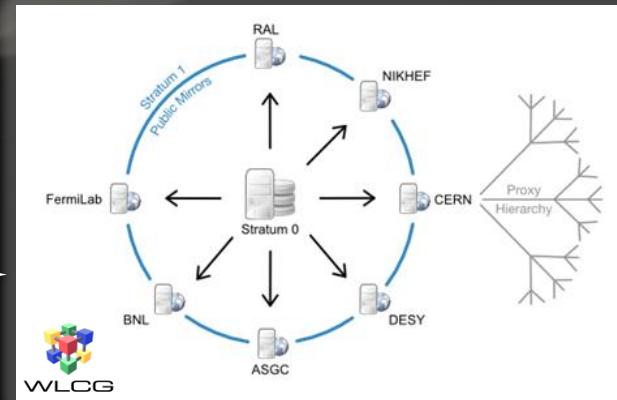 RAL
Stratum 1
Public Mirrors
NIKHEF
FermiLab
Stratum 0
CERN
Proxy
Hierarchy
BNL
DESY
ASGC
WLCG